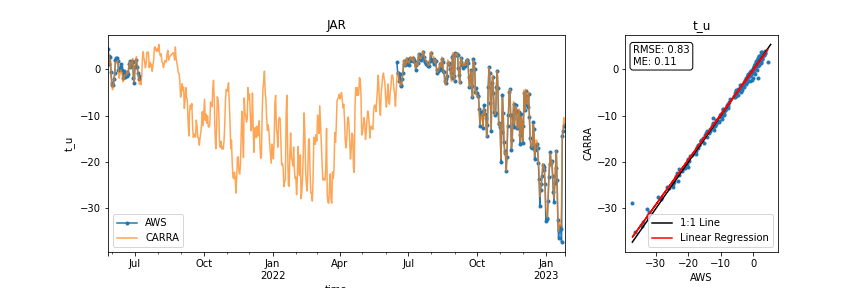 JAR
t_u
0
−10
−20
−30
t_u
AWS
CARRA
Jul
Oct
Jan
2022
Apr
Jul
Oct
Jan
2023
time
t_u
RMSE: 0.83
ME: 0.11
0
−10
−20
−30
CARRA
1:1 Line
Linear Regression
−30
−20
−10
0
AWS